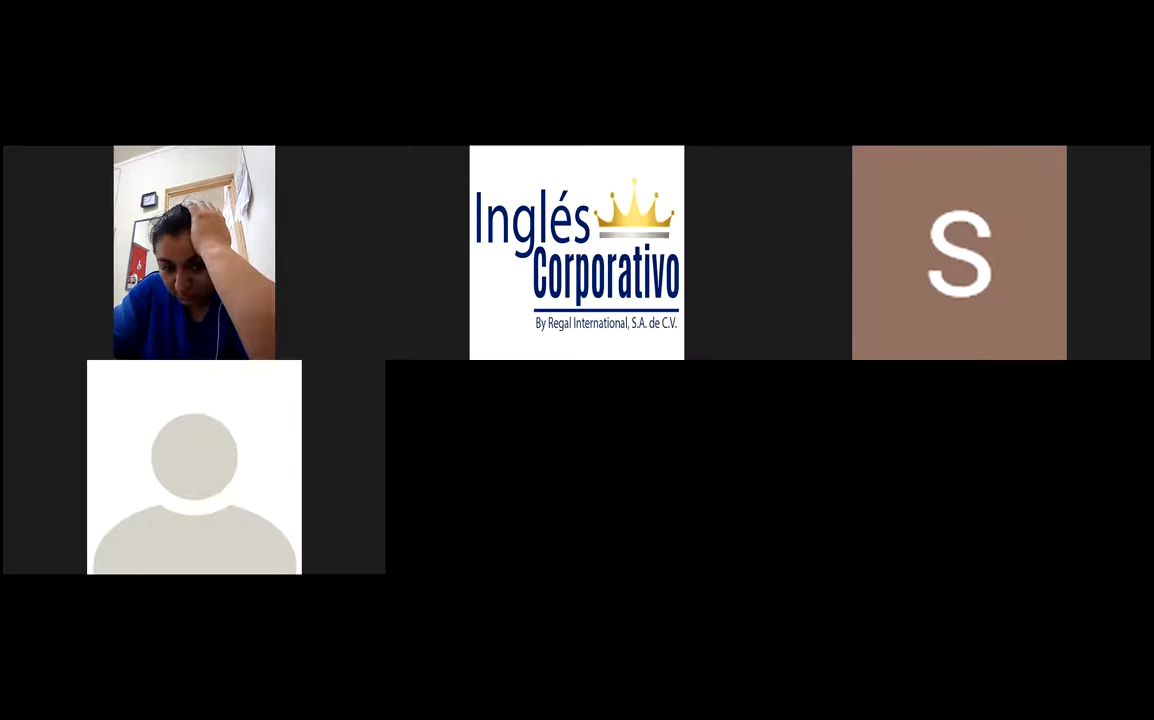 Inglés
Corporativo
By Regal International, S.A. de C.V.
S